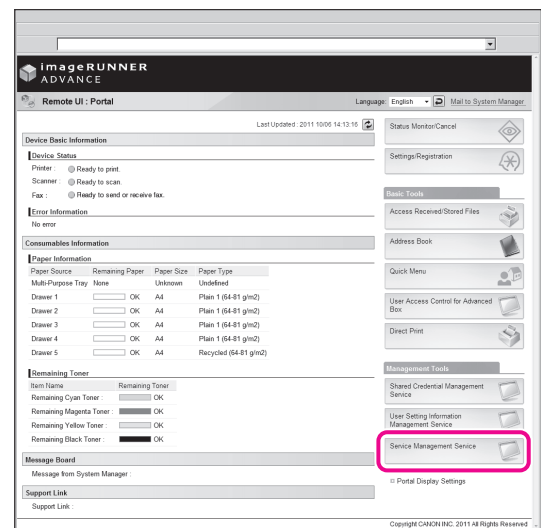 imageRUNNER
ADVANCE
Remote UI : Portal
Language: English Mail to System Manager
Last Updated : 2011 10/06 14:13:16
Device Basic Information
Device Status
Printer : Ready to print.
Scanner : Ready to scan.
Fax : Ready to send or receive fax.
Error Information
No error
Consumables Information
Paper Information
Paper Source Remaining Paper Paper Size Paper Type
Multi-Purpose Tray None Unknown Undefined
Drawer 1 OK A4 Plain 1 (64-81 g/m2)
Drawer 2 OK A4 Plain 1 (64-81 g/m2)
Drawer 3 OK A4 Plain 1 (64-81 g/m2)
Drawer 4 OK A4 Plain 1 (64-81 g/m2)
Drawer 5 OK A4 Recycled (64-81 g/m2)
Remaining Toner
Item Name Remaining Toner
Remaining Cyan Toner : OK
Remaining Magenta Toner : OK
Remaining Yellow Toner : OK
Remaining Black Toner : OK
Message Board
Message from System Manager :
Support Link
Support Link :
Status Monitor/Cancel
Settings/Registration
Basic Tools
Access Received/Stored Files
Address Book
Quick Menu
User Access Control for Advanced
Box
Direct Print
Management Tools
Shared Credential Management
Service
User Setting Information
Management Service
Service Management Service
Portal Display Settings
Copyright CANON INC. 2011 All Rights Reserved